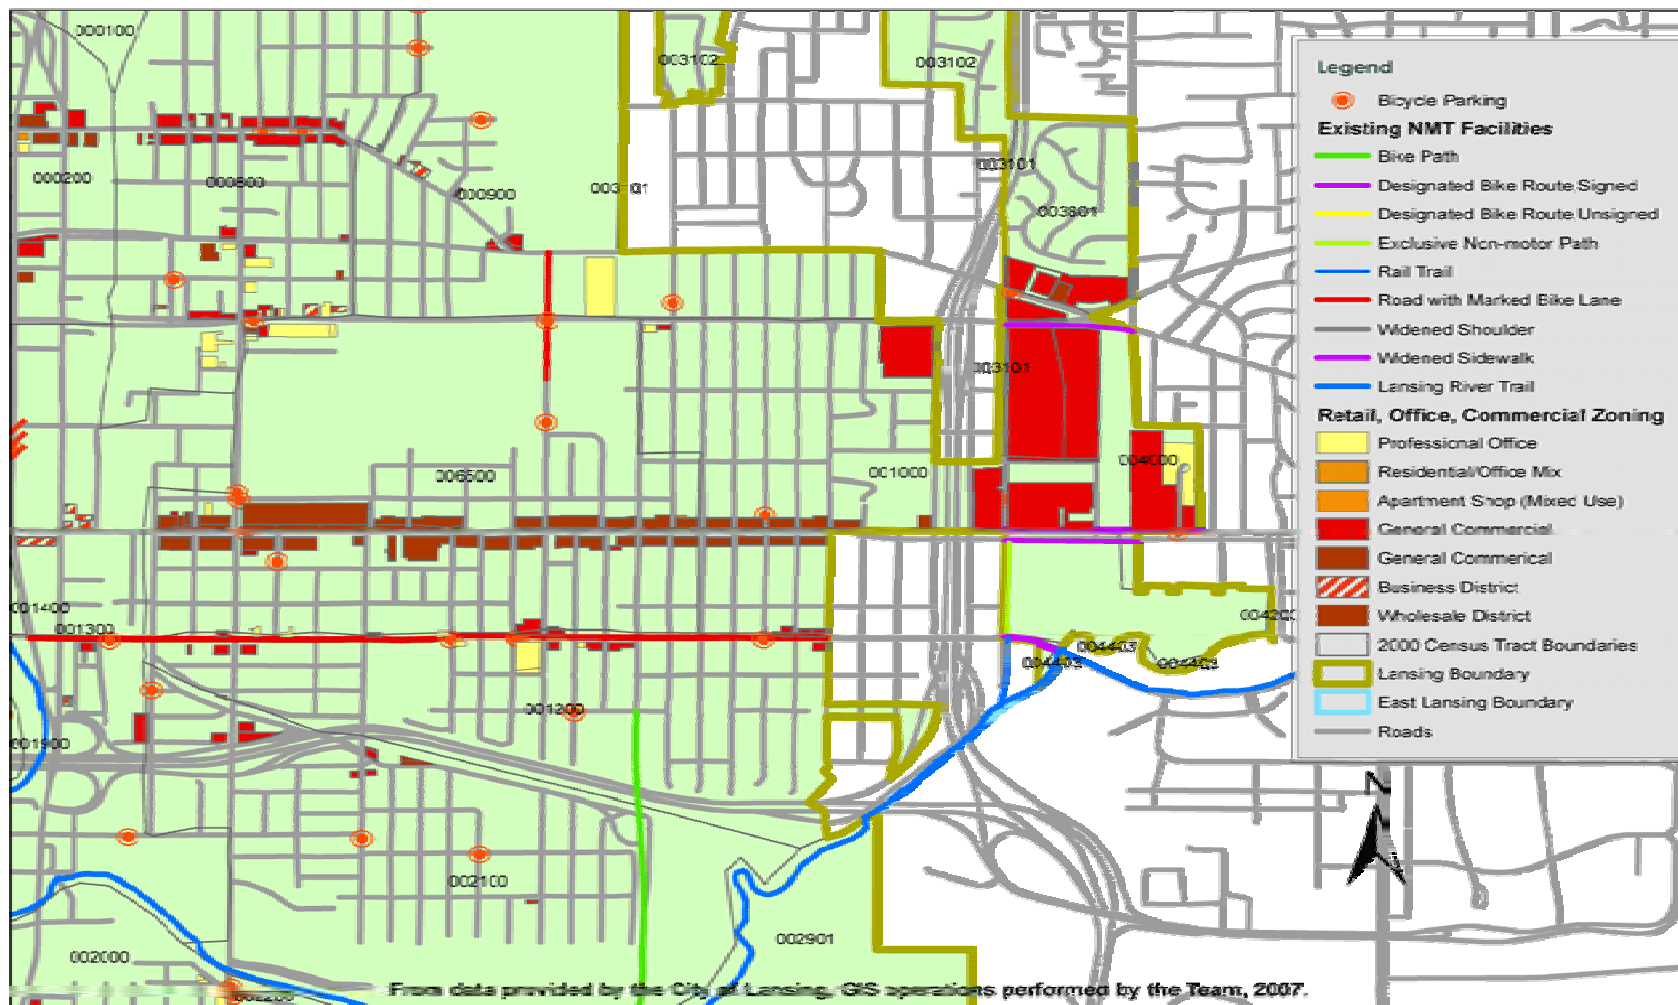 000100
003102
003102
Legend
Bicycle Parking
Existing NMT Facilities
Bike Path
Designated Bike Route Signed
Designated Bike Route Unsigned
Exclusive Non-motor Path
Rail Trail
Road with Marked Bike Lane
Widened Shoulder
Widened Sidewalk
Lansing River Trail
Retail, Office, Commercial Zoning
Professional Office
Residential/Office Mix
Apartment Shop (Mixed Use)
General Commercial
General Commerical
Business District
Wholesale District
2000 Census Tract Boundaries
Lansing Boundary
East Lansing Boundary
Roads
003101
000200
000900
003801
003101
006500
001000
004000
001400
001300
004403
004403
004403
001200
001900
N
002100
002901
002000
From data provided by the City of Lansing, GIS operations performed by the Team, 2007.